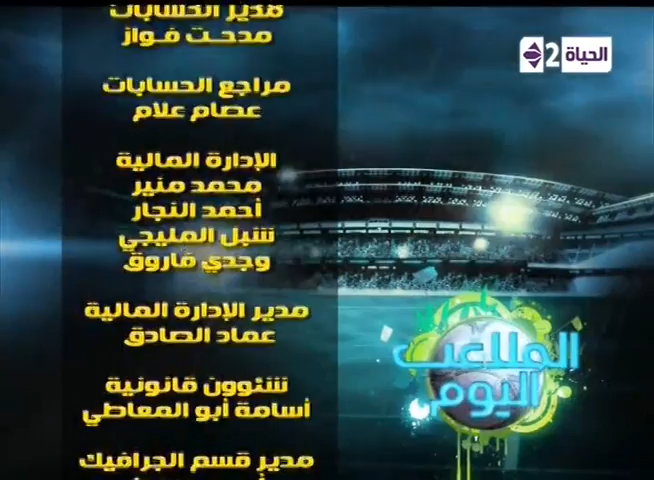 مدير الحسابات
مدحت فواز
مراجع الحسابات
عصام علام
الإدارة المالية
محمد منير
أحمد النجار
شبل المليجي
وجدي فاروق
مدير الإدارة المالية
عماد الصادق
شئوون قانونية
أسامة أبو المعاطي
مدير قسم الجرافيك
الحياة 2
الملاعب
اليوم